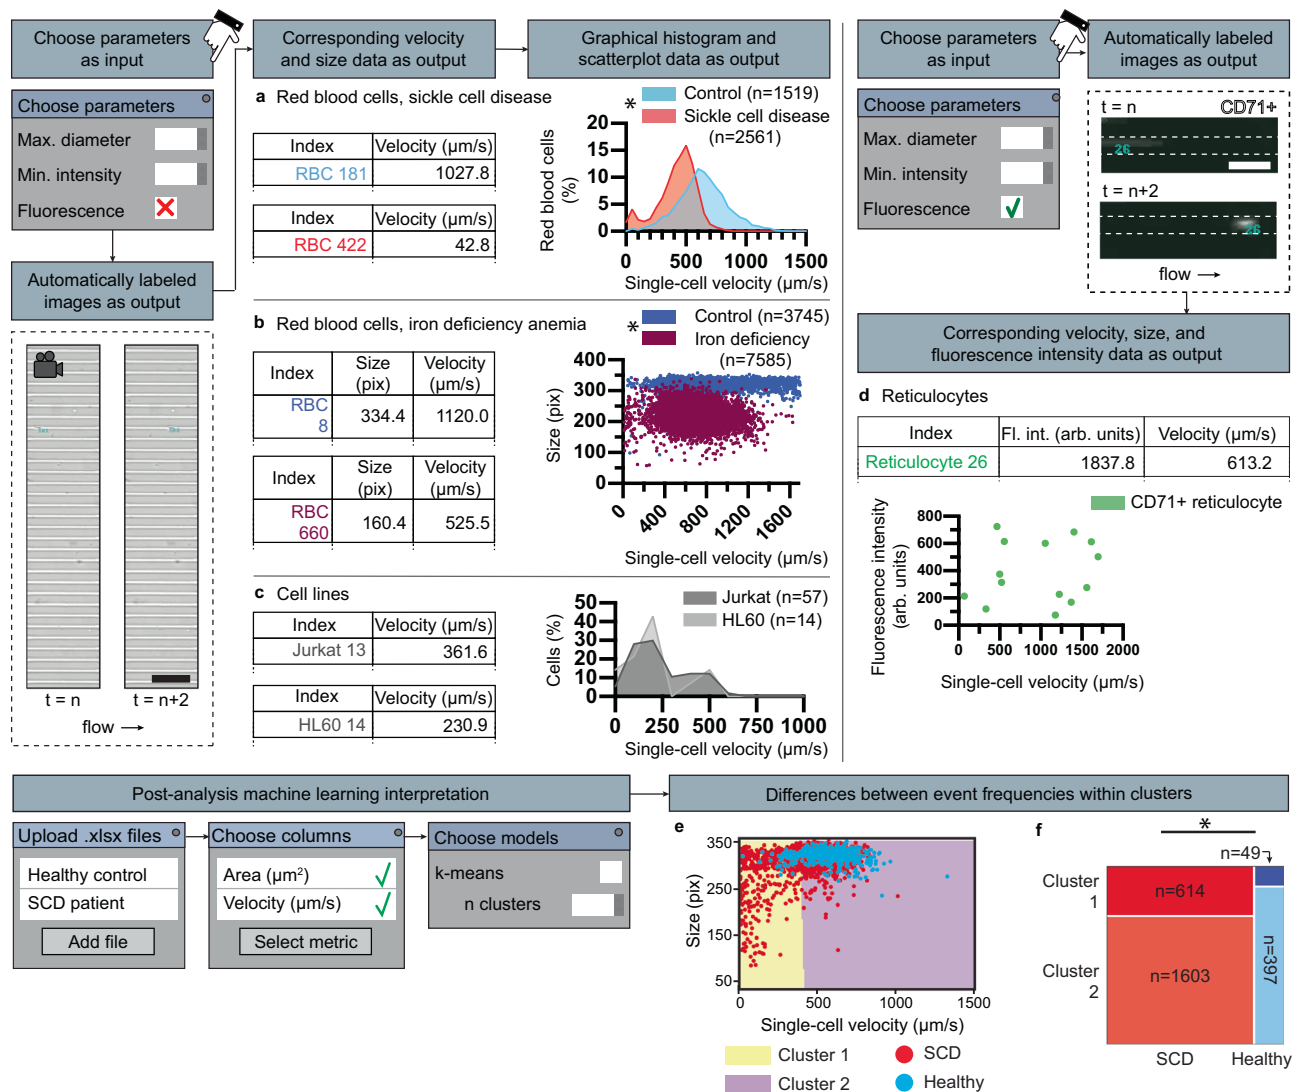 Choose parameters
as input
Corresponding velocity
and size data as output
Graphical histogram and
scatterplot data as output
Choose parameters
Max. diameter
Min. intensity
Fluorescence
Automatically labeled
images as output
t = n
t = n+2
flow
a Red blood cells, sickle cell disease
Index Velocity (µm/s)
RBC 181 1027.8
Index Velocity (µm/s)
RBC 422 42.8
*
Control (n=1519)
Sickle cell disease
(n=2561)
Red blood cells
(%)
20
15
10
5
0
0 500 1000 1500
Single-cell velocity (µm/s)
b Red blood cells, iron deficiency anemia
Index Size (pix) Velocity (µm/s)
RBC 8 334.4 1120.0
Index Size (pix) Velocity (µm/s)
RBC 660 160.4 525.5
*
Control (n=3745)
Iron deficiency
(n=7585)
Size (pix)
400
300
200
100
0
0 400 800 1200 1600
Single-cell velocity (µm/s)
c Cell lines
Index Velocity (µm/s)
Jurkat 13 361.6
Index Velocity (µm/s)
HL60 14 230.9
Jurkat (n=57)
HL60 (n=14)
Cells (%)
50
40
30
20
10
0
0 250 500 750 1000
Single-cell velocity (µm/s)
Choose parameters
as input
Automatically labeled
images as output
Choose parameters
Max. diameter
Min. intensity
Fluorescence
t = n CD71+
26
t = n+2
26
flow
Corresponding velocity, size, and
fluorescence intensity data as output
d Reticulocytes
Index Fl. int. (arb. units) Velocity (µm/s)
Reticulocyte 26 1837.8 613.2
CD71+ reticulocyte
Fluorescence intensity
(arb. units)
800
600
400
200
0
0 500 1000 1500 2000
Single-cell velocity (µm/s)
Post-analysis machine learning interpretation
Differences between event frequencies within clusters
Upload .xlsx files
Healthy control
SCD patient
Add file
Choose columns
Area (µm²)
Velocity (µm/s)
Select metric
Choose models
k-means
n clusters
e
Size (pix)
350
250
150
50
0 500 1000 1500
Single-cell velocity (µm/s)
Cluster 1
SCD
Cluster 2
Healthy
f
*
n=49
Cluster
1
n=614
Cluster
2
n=1603
n=397
SCD Healthy